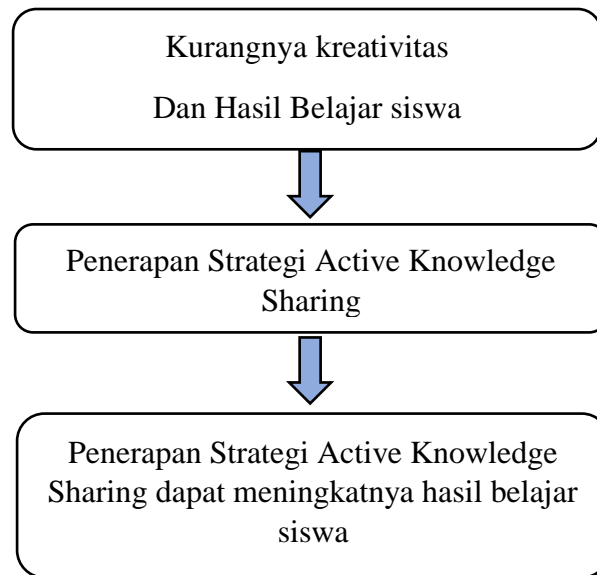 Kurangnya kreativitas
Dan Hasil Belajar siswa
Penerapan Strategi Active Knowledge
Sharing
Penerapan Strategi Active Knowledge
Sharing dapat meningkatnya hasil belajar
siswa